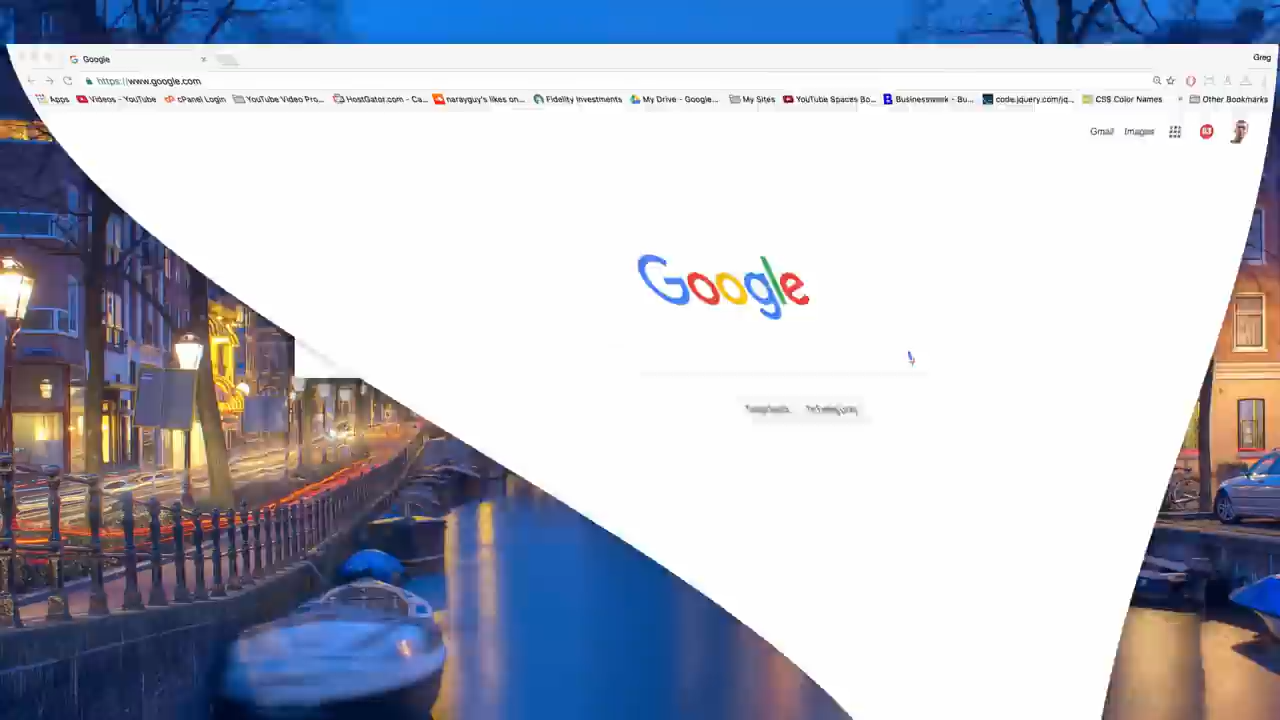 Google
Greg
https://www.google.com
Apps Videos - YouTube cPanel Login YouTube Video Pro... HostGator.com - Ca... narayguy's likes on... Fidelity Investments My Drive - Google... My Sites YouTube Spaces Bo... Businessweek - Bu... code.jquery.com/jq... CSS Color Names » Other Bookmarks
Gmail Images 63
Google